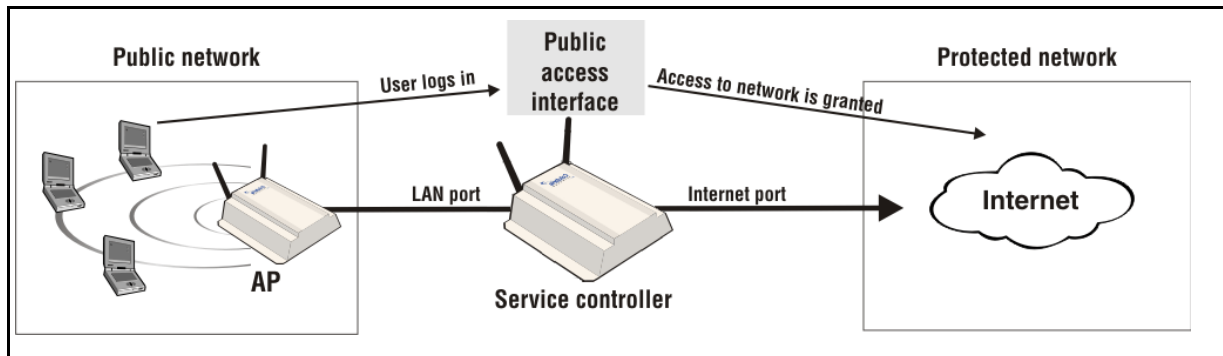 Public network
Public
access
interface
Protected network
User logs in
Access to network is granted
LAN port
Internet port
Internet
AP
Service controller